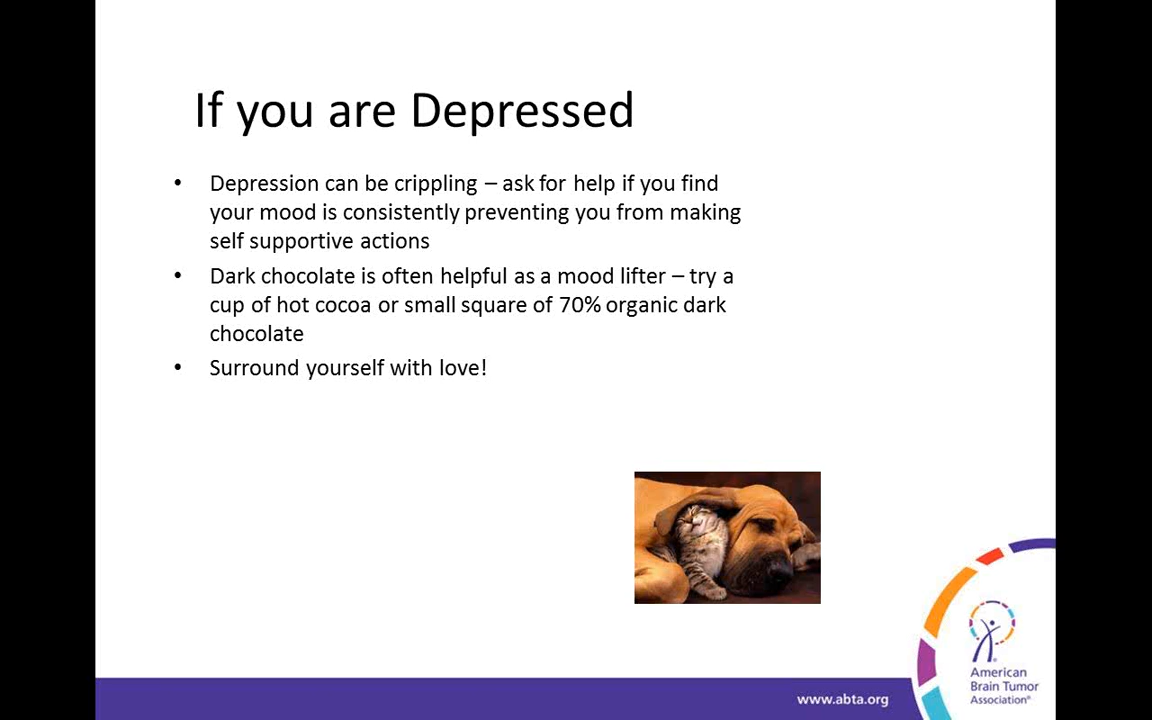 If you are Depressed
• Depression can be crippling – ask for help if you find
your mood is consistently preventing you from making
self supportive actions
• Dark chocolate is often helpful as a mood lifter – try a
cup of hot cocoa or small square of 70% organic dark
chocolate
• Surround yourself with love!
www.abta.org
American
Brain Tumor
Association®